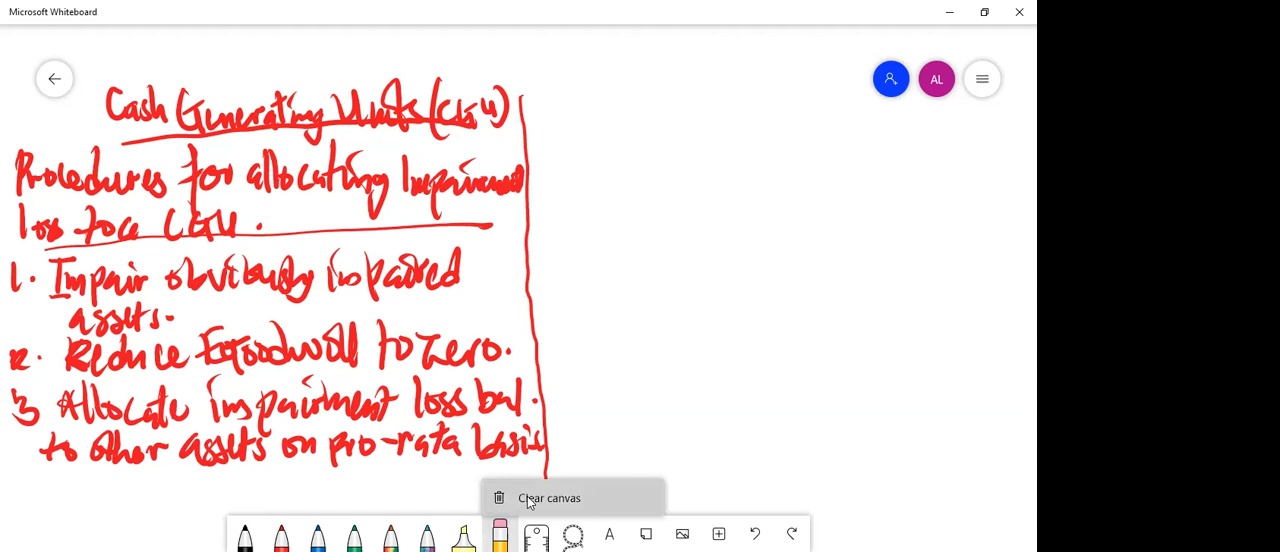 Microsoft Whiteboard
AL
Cash Generating Units (CGU)
Procedures for allocating Impairment
loss to a CGU.
1. Impair obviously impaired
assets.
2. Reduce Goodwill to Zero.
3 Allocate impairment loss bal.
to other assets on pro-rata basis
Clear canvas
A